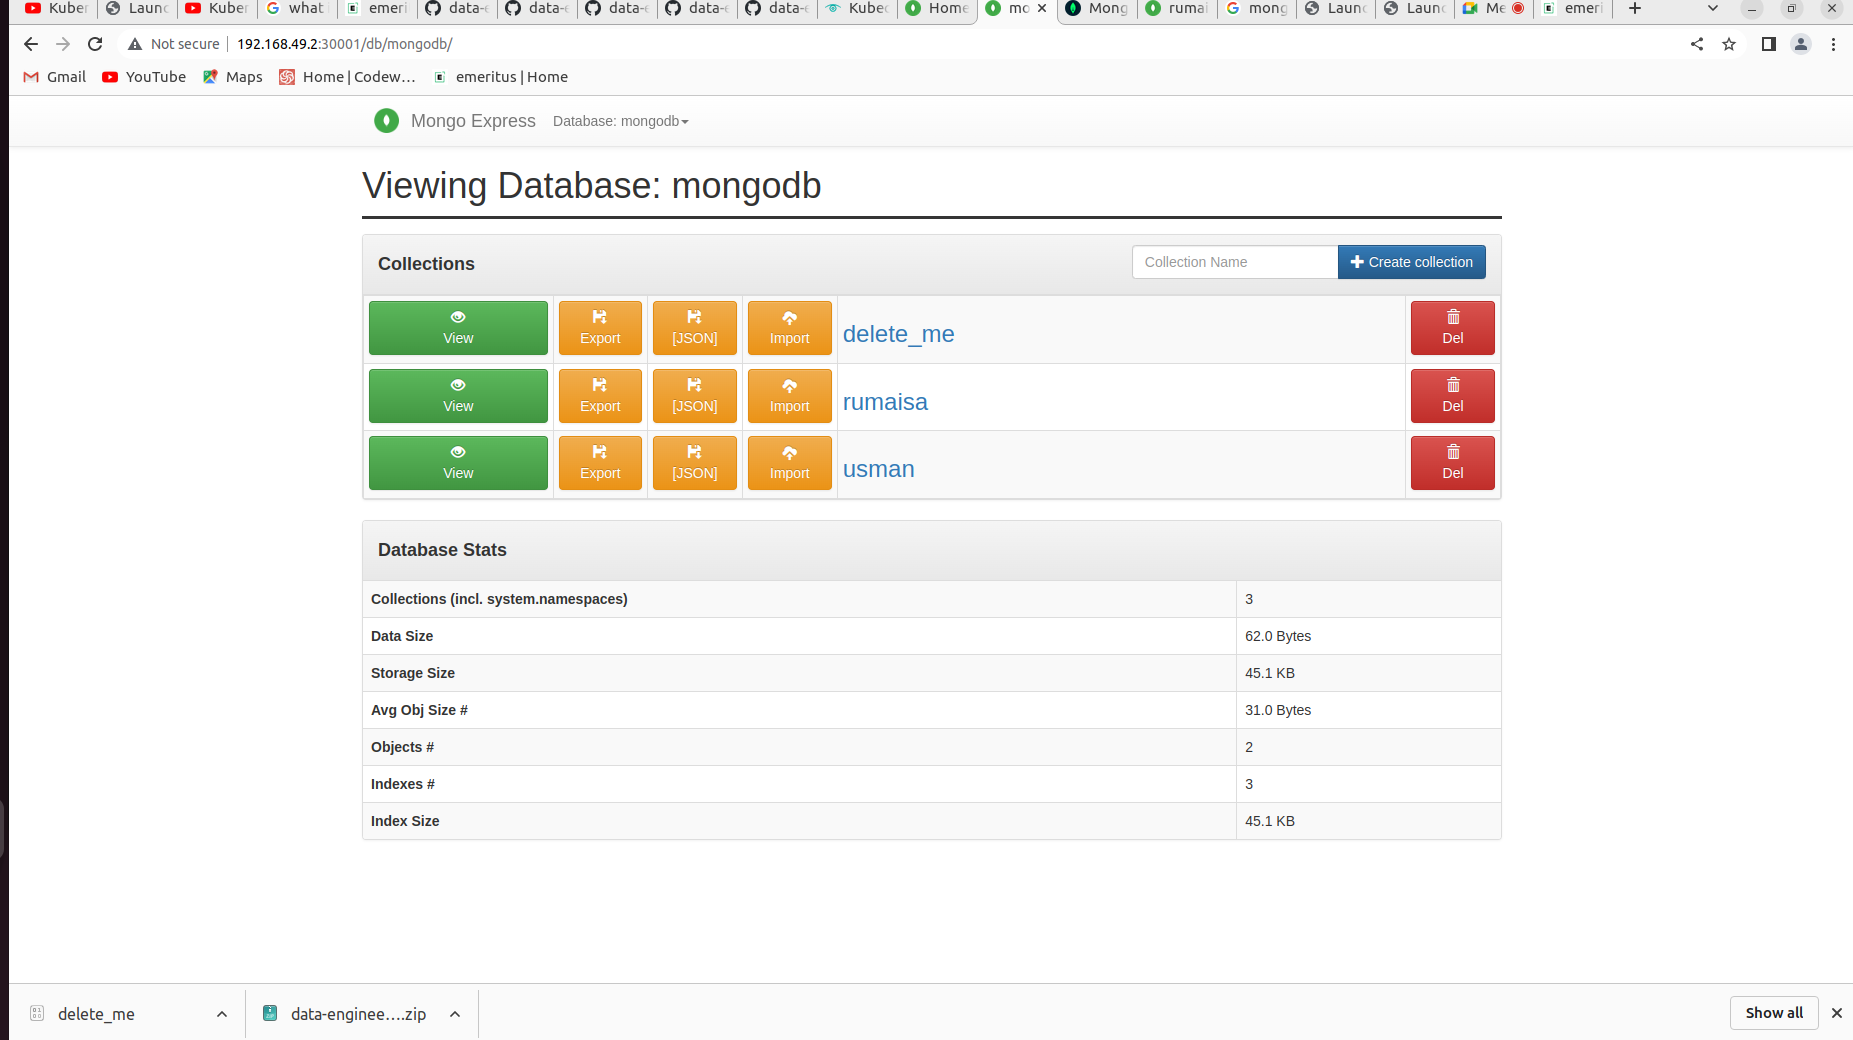 Kuber Launc Kuber what i emeri data-e data-e data-e data-e data-e Kubec Home mo Mong rumai mong Launc Launc Me emeri
Not secure 192.168.49.2:30001/db/mongodb/
Gmail YouTube Maps Home | Codew… emeritus | Home
Mongo Express Database: mongodb
Viewing Database: mongodb
Collections Collection Name Create collection
View Export [JSON] Import delete_me Del
View Export [JSON] Import rumaisa Del
View Export [JSON] Import usman Del
Database Stats
Collections (incl. system.namespaces) 3
Data Size 62.0 Bytes
Storage Size 45.1 KB
Avg Obj Size # 31.0 Bytes
Objects # 2
Indexes # 3
Index Size 45.1 KB
delete_me data-enginee….zip Show all